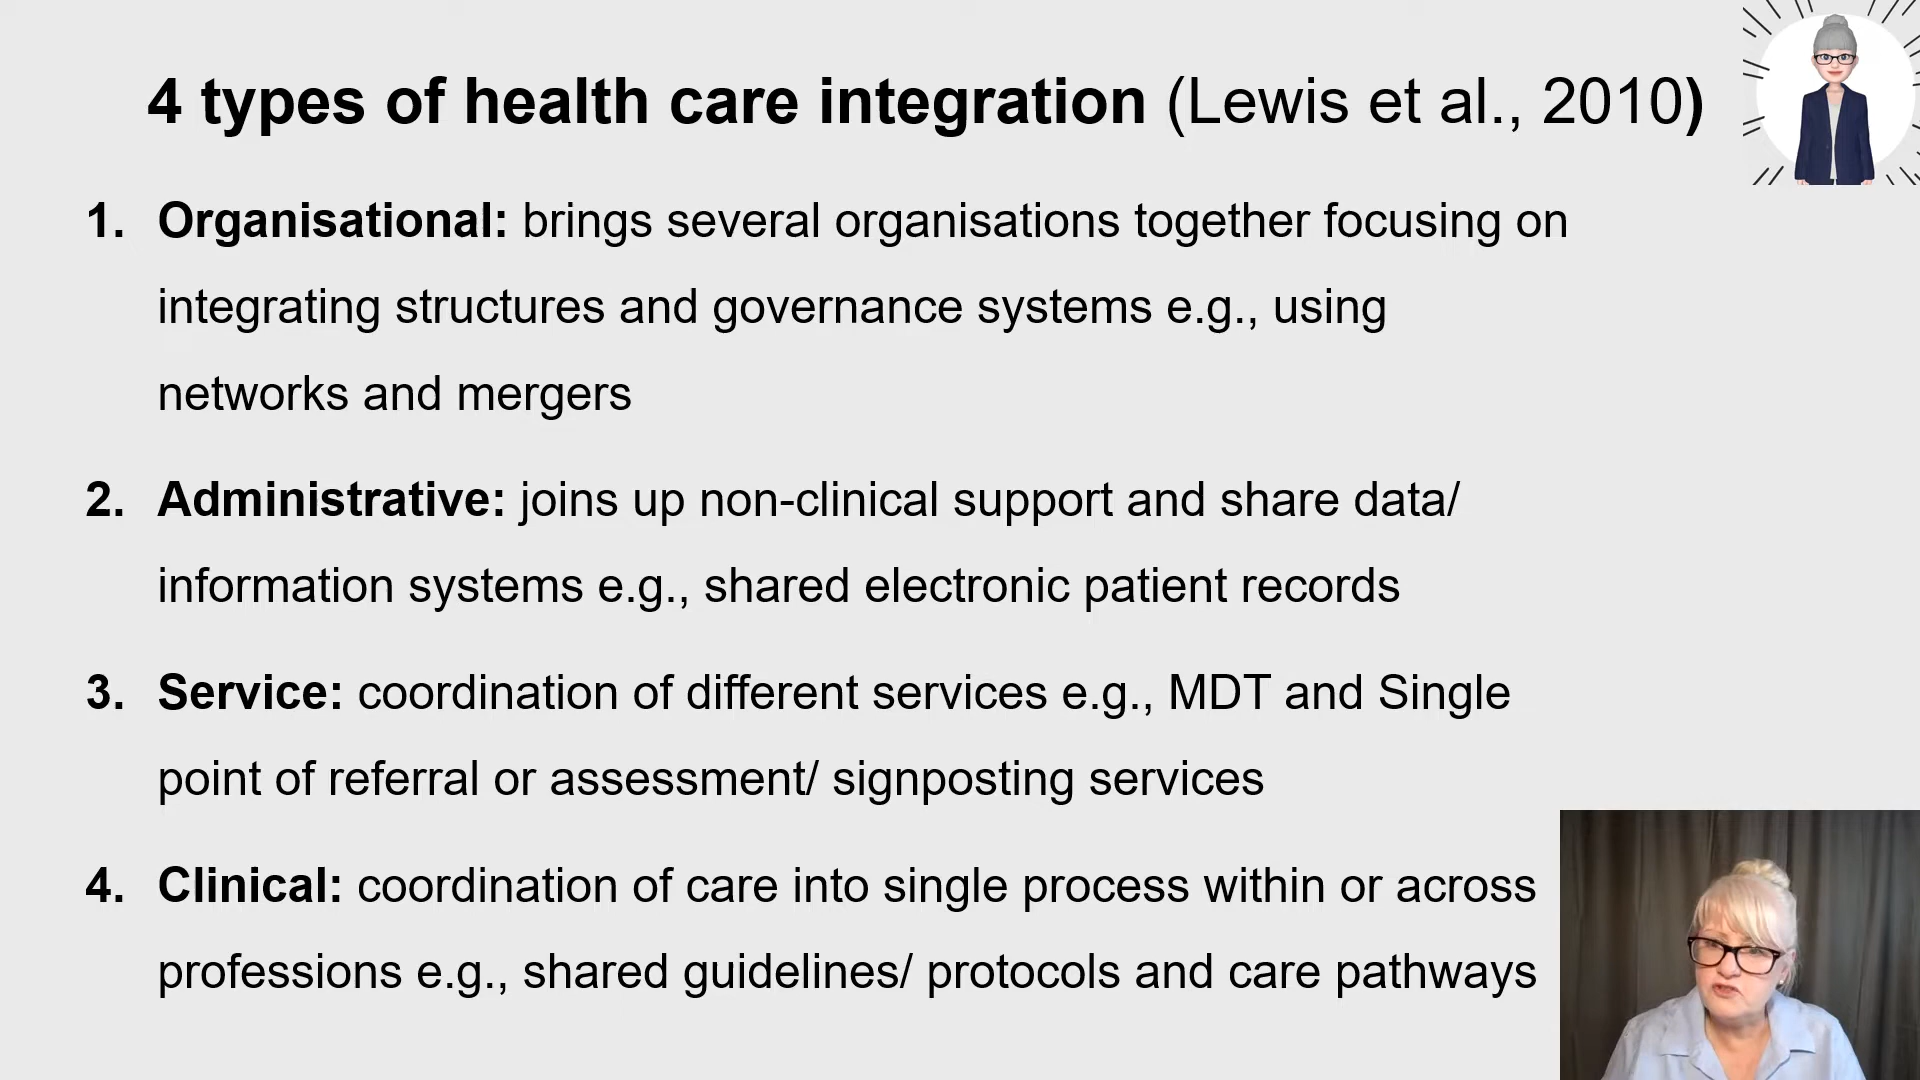 4 types of health care integration (Lewis et al., 2010)
1. Organisational: brings several organisations together focusing on
integrating structures and governance systems e.g., using
networks and mergers
2. Administrative: joins up non-clinical support and share data/
information systems e.g., shared electronic patient records
3. Service: coordination of different services e.g., MDT and Single
point of referral or assessment/ signposting services
4. Clinical: coordination of care into single process within or across
professions e.g., shared guidelines/ protocols and care pathways